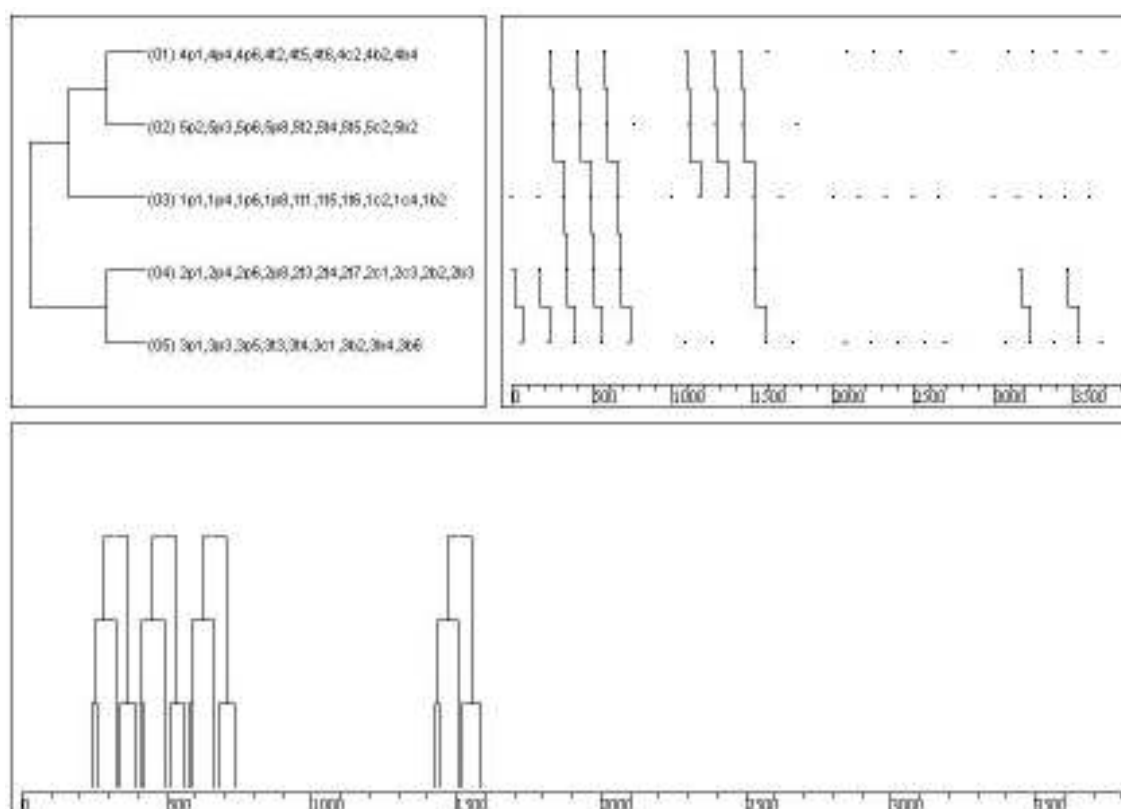 (01) 4p1,4p4,4p6,4t2,4t5,4t6,4c2,4b2,4b4
(02) 5p2,5p3,5p6,5p8,5t2,5t4,5t5,5c2,5b2
(03) 1p1,1p4,1p6,1p8,1t1,1t5,1t6,1c2,1c4,1b2
(04) 2p1,2p4,2p6,2p8,2t3,2t4,2t7,2c1,2c3,2b2,2b3
(05) 3p1,3p3,3p5,3t3,3t4,3c1,3b2,3b4,3b6
0 500 1000 1500 2000 2500 3000 3500
0 500 1000 1500 2000 2500 3000